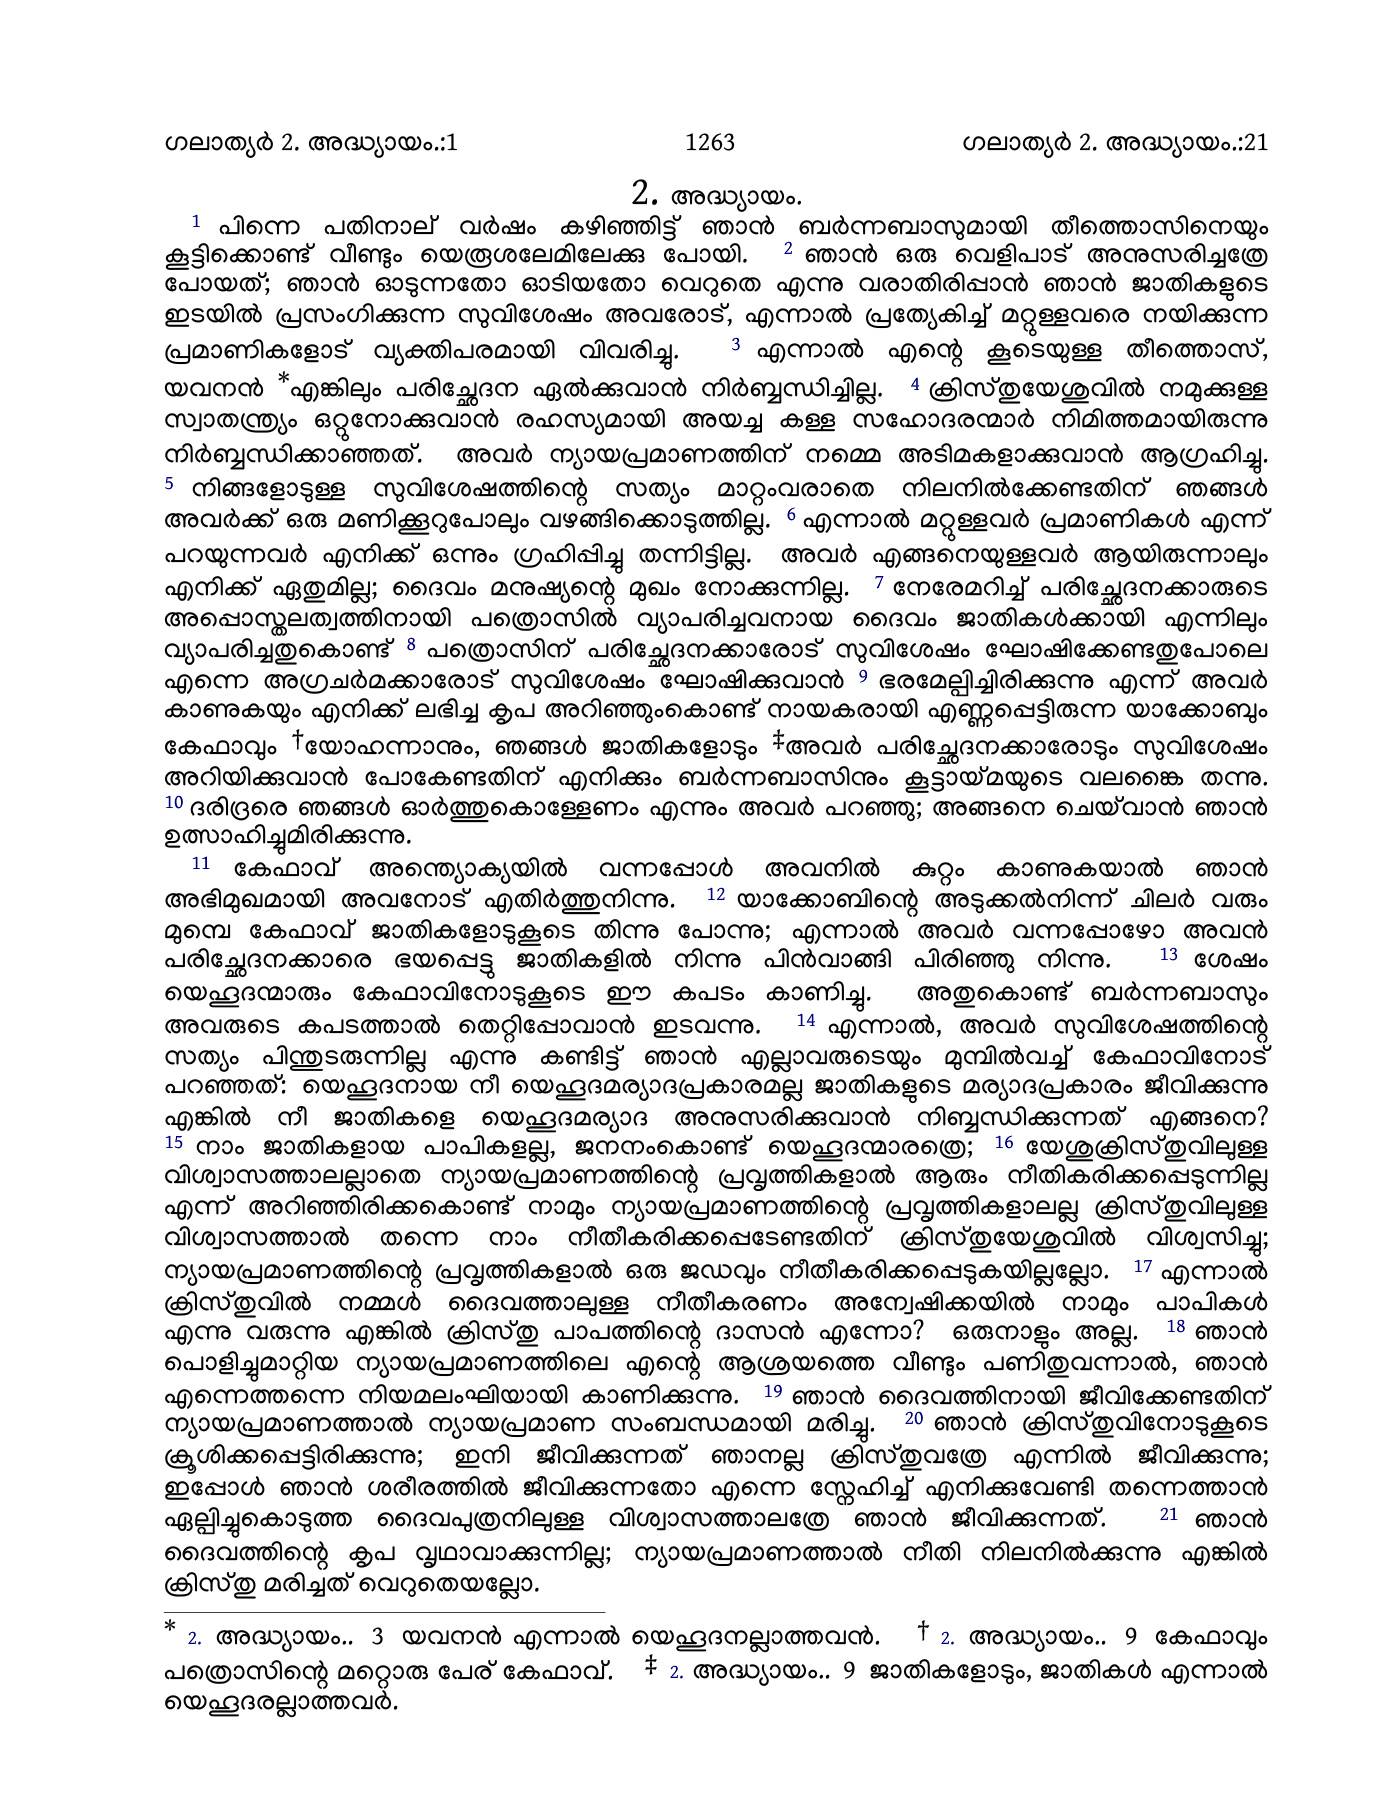 ഗലാത്യർ 2. അദ്ധ്യായം.:1 1263 ഗലാത്യർ 2. അദ്ധ്യായം.:21
2. അദ്ധ്യായം.
1 പിന്നെ പതിനാല് വർഷം കഴിഞ്ഞിട്ട് ഞാൻ ബർന്നബാസുമായി തീത്തൊസിനെയും
കൂട്ടിക്കൊണ്ട് വീണ്ടും യെരൂശലേമിലേക്കു പോയി. 2 ഞാൻ ഒരു വെളിപാട് അനുസരിച്ചത്രേ
പോയത്; ഞാൻ ഓടുന്നതോ ഓടിയതോ വെറുതെ എന്നു വരാതിരിപ്പാൻ ഞാൻ ജാതികളുടെ
ഇടയിൽ പ്രസംഗിക്കുന്ന സുവിശേഷം അവരോട്, എന്നാൽ പ്രത്യേകിച്ച് മറ്റുള്ളവരെ നയിക്കുന്ന
പ്രമാണികളോട് വ്യക്തിപരമായി വിവരിച്ചു. 3 എന്നാൽ എന്റെ കൂടെയുള്ള തീത്തൊസ്,
യവനൻ *എങ്കിലും പരിച്ഛേദന ഏൽക്കുവാൻ നിർബ്ബന്ധിച്ചില്ല. 4 ക്രിസ്തുയേശുവിൽ നമുക്കുള്ള
സ്വാതന്ത്ര്യം ഒറ്റുനോക്കുവാൻ രഹസ്യമായി അയച്ച കള്ള സഹോദരന്മാർ നിമിത്തമായിരുന്നു
നിർബ്ബന്ധിക്കാഞ്ഞത്. അവർ ന്യായപ്രമാണത്തിന് നമ്മെ അടിമകളാക്കുവാൻ ആഗ്രഹിച്ചു.
5 നിങ്ങളോടുള്ള സുവിശേഷത്തിന്റെ സത്യം മാറ്റംവരാതെ നിലനിൽക്കേണ്ടതിന് ഞങ്ങൾ
അവർക്ക് ഒരു മണിക്കൂറുപോലും വഴങ്ങിക്കൊടുത്തില്ല. 6 എന്നാൽ മറ്റുള്ളവർ പ്രമാണികൾ എന്ന്
പറയുന്നവർ എനിക്ക് ഒന്നും ഗ്രഹിപ്പിച്ചു തന്നിട്ടില്ല. അവർ എങ്ങനെയുള്ളവർ ആയിരുന്നാലും
എനിക്ക് ഏതുമില്ല; ദൈവം മനുഷ്യന്റെ മുഖം നോക്കുന്നില്ല. 7 നേരേമറിച്ച് പരിച്ഛേദനക്കാരുടെ
അപ്പൊസ്തലത്വത്തിനായി പത്രൊസിൽ വ്യാപരിച്ചവനായ ദൈവം ജാതികൾക്കായി എന്നിലും
വ്യാപരിച്ചതുകൊണ്ട് 8 പത്രൊസിന് പരിച്ഛേദനക്കാരോട് സുവിശേഷം ഘോഷിക്കേണ്ടതുപോലെ
എന്നെ അഗ്രചർമക്കാരോട് സുവിശേഷം ഘോഷിക്കുവാൻ 9 ഭരമേല്പിച്ചിരിക്കുന്നു എന്ന് അവർ
കാണുകയും എനിക്ക് ലഭിച്ച കൃപ അറിഞ്ഞുംകൊണ്ട് നായകരായി എണ്ണപ്പെട്ടിരുന്ന യാക്കോബും
കേഫാവും †യോഹന്നാനും, ഞങ്ങൾ ജാതികളോടും ‡അവർ പരിച്ഛേദനക്കാരോടും സുവിശേഷം
അറിയിക്കുവാൻ പോകേണ്ടതിന് എനിക്കും ബർന്നബാസിനും കൂട്ടായ്മയുടെ വലങ്കൈ തന്നു.
10 ദരിദ്രരെ ഞങ്ങൾ ഓർത്തുകൊള്ളേണം എന്നും അവർ പറഞ്ഞു; അങ്ങനെ ചെയ്‌വാൻ ഞാൻ
ഉത്സാഹിച്ചുമിരിക്കുന്നു.
11 കേഫാവ് അന്ത്യൊക്യയിൽ വന്നപ്പോൾ അവനിൽ കുറ്റം കാണുകയാൽ ഞാൻ
അഭിമുഖമായി അവനോട് എതിർത്തുനിന്നു. 12 യാക്കോബിന്റെ അടുക്കൽനിന്ന് ചിലർ വരും
മുമ്പെ കേഫാവ് ജാതികളോടുകൂടെ തിന്നു പോന്നു; എന്നാൽ അവർ വന്നപ്പോഴോ അവൻ
പരിച്ഛേദനക്കാരെ ഭയപ്പെട്ടു ജാതികളിൽ നിന്നു പിൻവാങ്ങി പിരിഞ്ഞു നിന്നു. 13 ശേഷം
യെഹൂദന്മാരും കേഫാവിനോടുകൂടെ ഈ കപടം കാണിച്ചു. അതുകൊണ്ട് ബർന്നബാസും
അവരുടെ കപടത്താൽ തെറ്റിപ്പോവാൻ ഇടവന്നു. 14 എന്നാൽ, അവർ സുവിശേഷത്തിന്റെ
സത്യം പിന്തുടരുന്നില്ല എന്നു കണ്ടിട്ട് ഞാൻ എല്ലാവരുടെയും മുമ്പിൽവച്ച് കേഫാവിനോട്
പറഞ്ഞത്: യെഹൂദനായ നീ യെഹൂദമര്യാദപ്രകാരമല്ല ജാതികളുടെ മര്യാദപ്രകാരം ജീവിക്കുന്നു
എങ്കിൽ നീ ജാതികളെ യെഹൂദമര്യാദ അനുസരിക്കുവാൻ നിബ്ബന്ധിക്കുന്നത് എങ്ങനെ?
15 നാം ജാതികളായ പാപികളല്ല, ജനനംകൊണ്ട് യെഹൂദന്മാരത്രെ; 16 യേശുക്രിസ്തുവിലുള്ള
വിശ്വാസത്താലല്ലാതെ ന്യായപ്രമാണത്തിന്റെ പ്രവൃത്തികളാൽ ആരും നീതികരിക്കപ്പെടുന്നില്ല
എന്ന് അറിഞ്ഞിരിക്കകൊണ്ട് നാമും ന്യായപ്രമാണത്തിന്റെ പ്രവൃത്തികളാലല്ല ക്രിസ്തുവിലുള്ള
വിശ്വാസത്താൽ തന്നെ നാം നീതീകരിക്കപ്പെടേണ്ടതിന് ക്രിസ്തുയേശുവിൽ വിശ്വസിച്ചു;
ന്യായപ്രമാണത്തിന്റെ പ്രവൃത്തികളാൽ ഒരു ജഡവും നീതീകരിക്കപ്പെടുകയില്ലല്ലോ. 17 എന്നാൽ
ക്രിസ്തുവിൽ നമ്മൾ ദൈവത്താലുള്ള നീതീകരണം അന്വേഷിക്കയിൽ നാമും പാപികൾ
എന്നു വരുന്നു എങ്കിൽ ക്രിസ്തു പാപത്തിന്റെ ദാസൻ എന്നോ? ഒരുനാളും അല്ല. 18 ഞാൻ
പൊളിച്ചുമാറ്റിയ ന്യായപ്രമാണത്തിലെ എന്റെ ആശ്രയത്തെ വീണ്ടും പണിതുവന്നാൽ, ഞാൻ
എന്നെത്തന്നെ നിയമലംഘിയായി കാണിക്കുന്നു. 19 ഞാൻ ദൈവത്തിനായി ജീവിക്കേണ്ടതിന്
ന്യായപ്രമാണത്താൽ ന്യായപ്രമാണ സംബന്ധമായി മരിച്ചു. 20 ഞാൻ ക്രിസ്തുവിനോടുകൂടെ
ക്രൂശിക്കപ്പെട്ടിരിക്കുന്നു; ഇനി ജീവിക്കുന്നത് ഞാനല്ല ക്രിസ്തുവത്രേ എന്നിൽ ജീവിക്കുന്നു;
ഇപ്പോൾ ഞാൻ ശരീരത്തിൽ ജീവിക്കുന്നതോ എന്നെ സ്നേഹിച്ച് എനിക്കുവേണ്ടി തന്നെത്താൻ
ഏല്പിച്ചുകൊടുത്ത ദൈവപുത്രനിലുള്ള വിശ്വാസത്താലത്രേ ഞാൻ ജീവിക്കുന്നത്. 21 ഞാൻ
ദൈവത്തിന്റെ കൃപ വൃഥാവാക്കുന്നില്ല; ന്യായപ്രമാണത്താൽ നീതി നിലനിൽക്കുന്നു എങ്കിൽ
ക്രിസ്തു മരിച്ചത് വെറുതെയല്ലോ.
* 2. അദ്ധ്യായം.. 3 യവനൻ എന്നാൽ യെഹൂദനല്ലാത്തവൻ. † 2. അദ്ധ്യായം.. 9 കേഫാവും
പത്രൊസിന്റെ മറ്റൊരു പേര് കേഫാവ്. ‡ 2. അദ്ധ്യായം.. 9 ജാതികളോടും, ജാതികൾ എന്നാൽ
യെഹൂദരല്ലാത്തവർ.